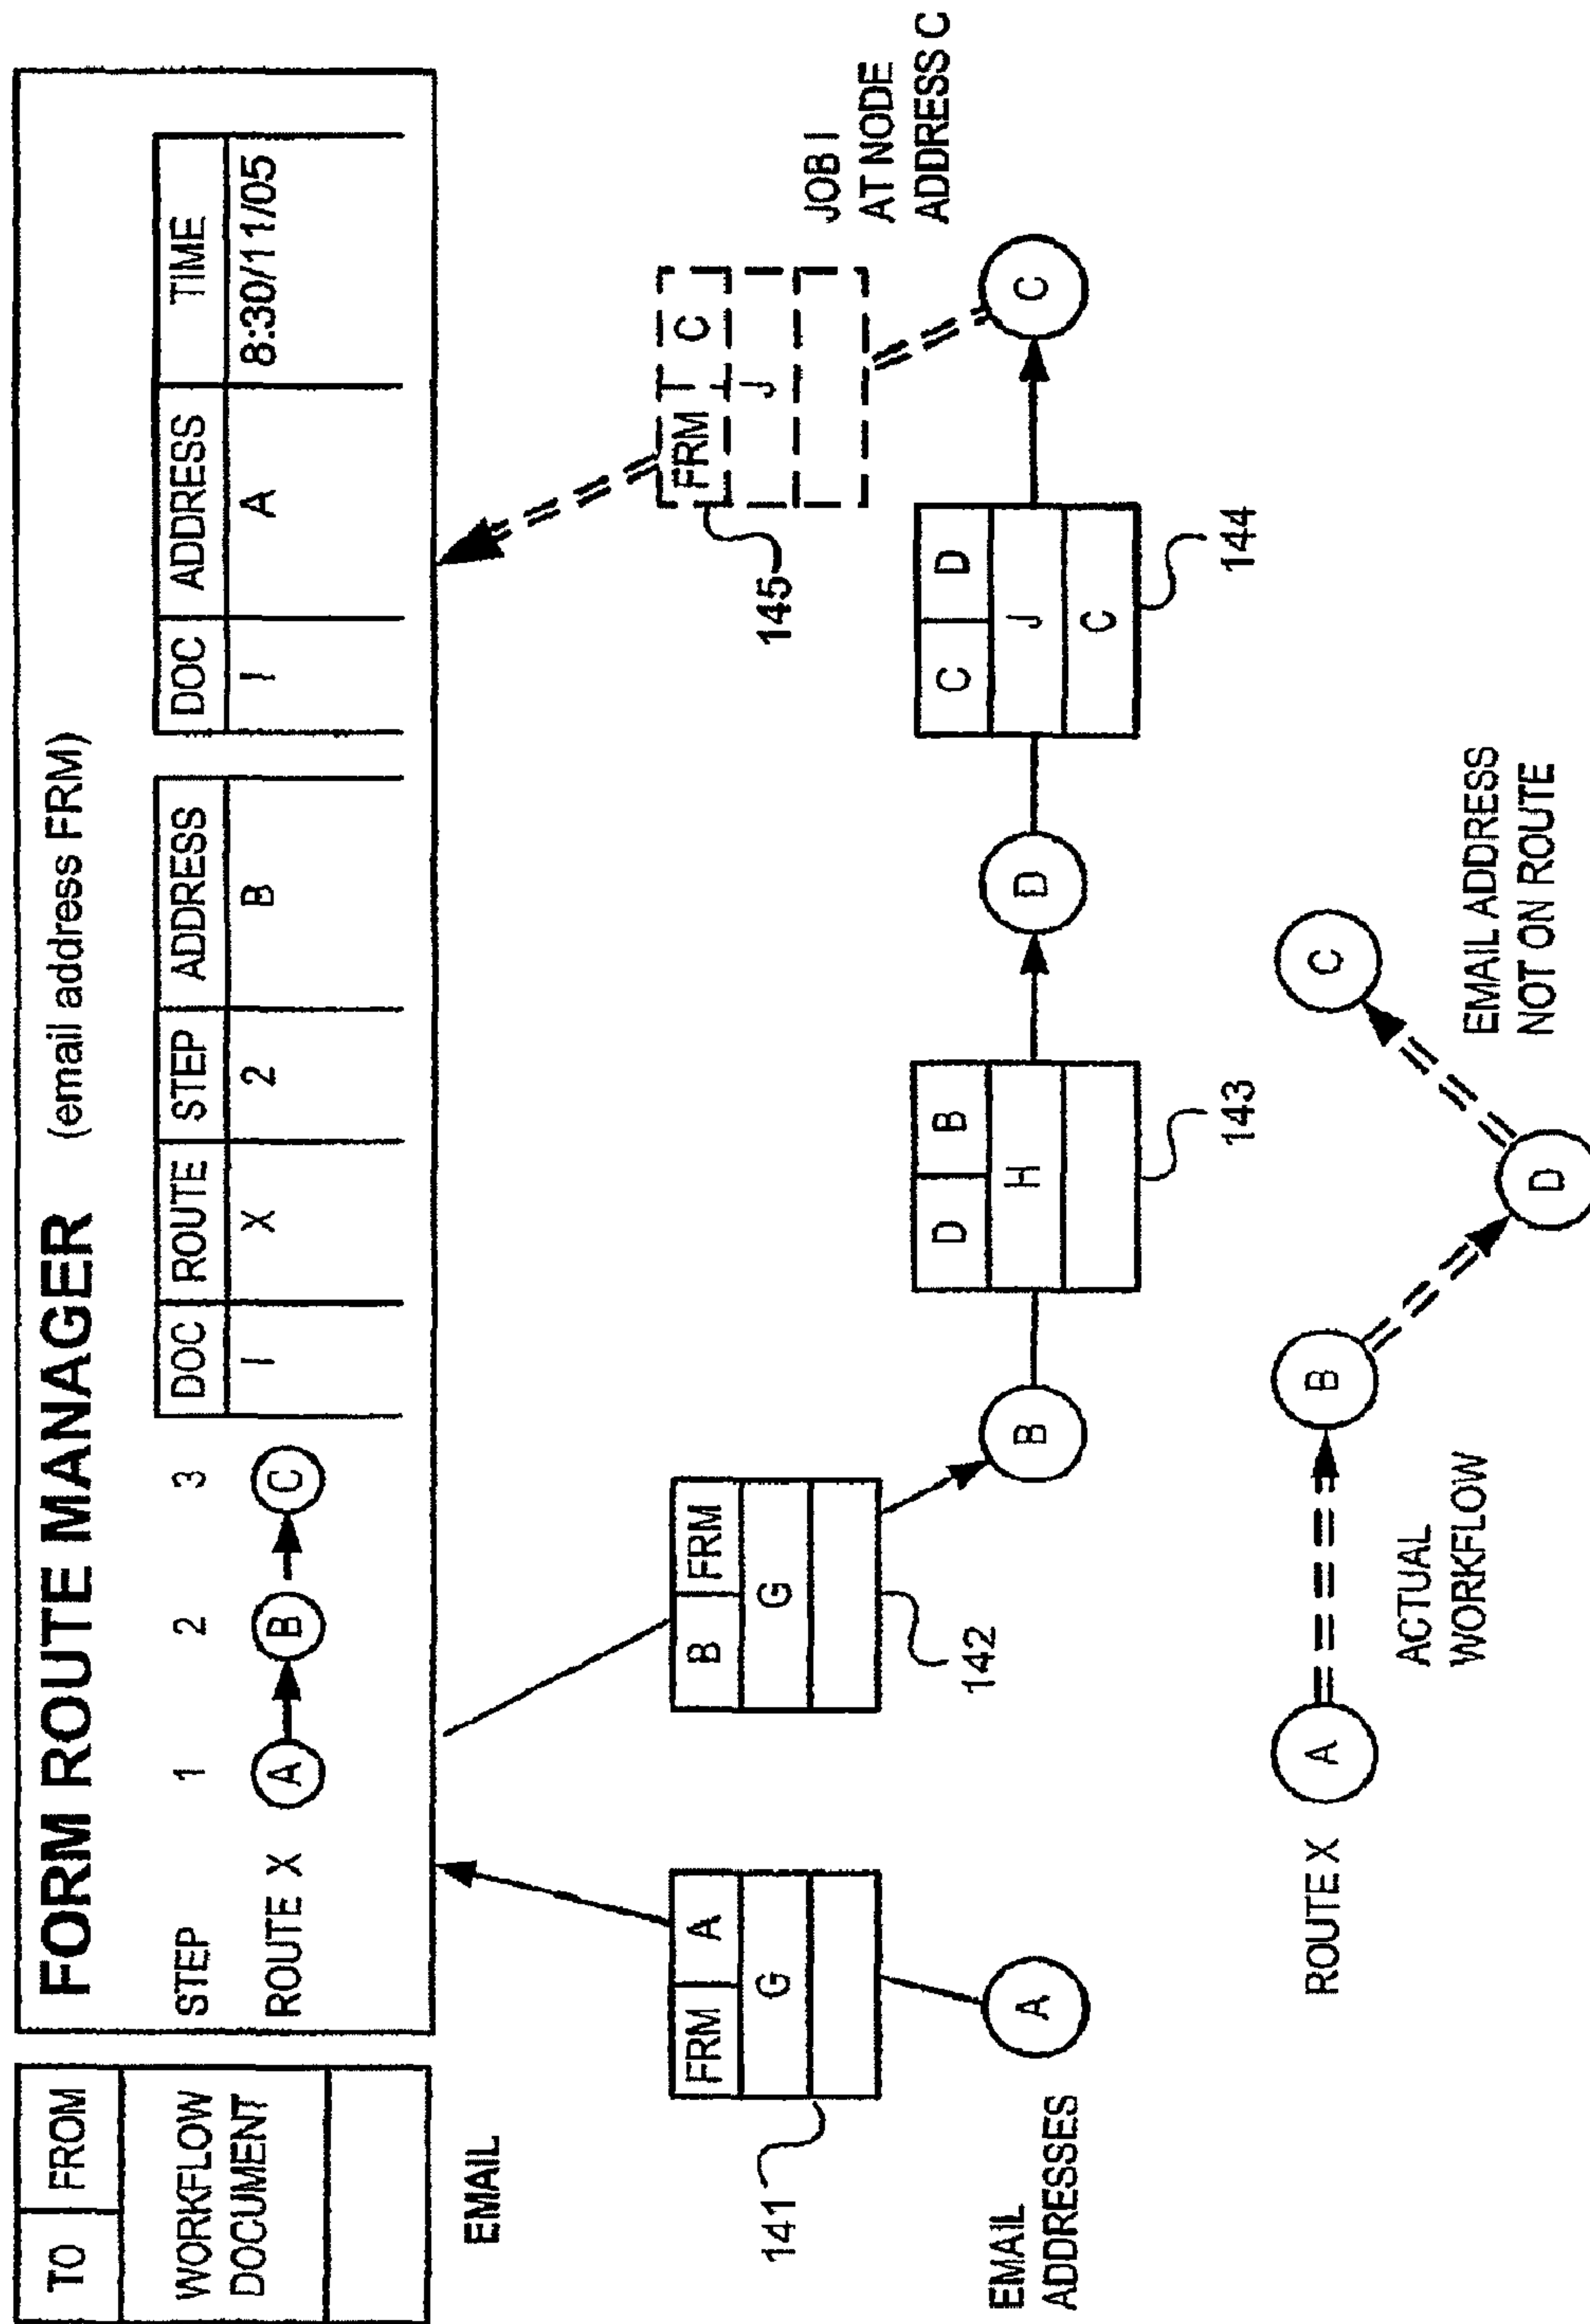 FORM ROUTE MANAGER (email address FRM)
TO FROM
WORKFLOW
DOCUMENT
EMAIL
STEP 1 2 3
ROUTE X A B C
DOC ROUTE STEP ADDRESS
I X 2 B
DOC ADDRESS TIME
I A 8:30/11/05
FRM A
G
141
B FRM
G
142
FRM C
J
145
JOB I
AT NODE
ADDRESS C
EMAIL
ADDRESSES
A
B
D B
H
143
D
C D
J
C
144
C
ROUTE X
A
B
D
C
ACTUAL
WORKFLOW
EMAIL ADDRESS
NOT ON ROUTE